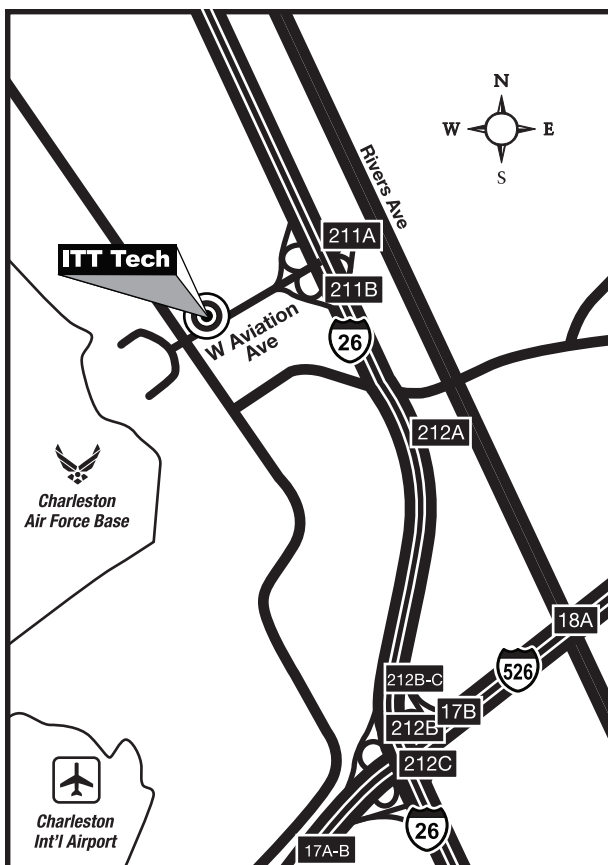 N
W
E
S
Rivers Ave
211A
ITT Tech
211B
W Aviation
Ave
26
212A
Charleston
Air Force Base
18A
526
212B-C
17B
212B
212C
Charleston
Int'l Airport
26
17A-B